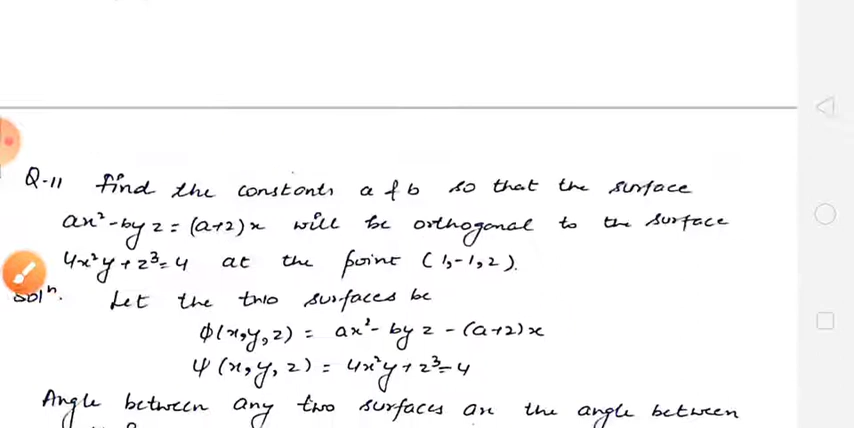 Q-11 find the constants a & b so that the surface
ax²-byz = (a+2)x will be orthogonal to the surface
4x²y+z³=4 at the point (1,-1,2).
Solⁿ. Let the two surfaces be
φ(x,y,z) = ax²-byz-(a+2)x
ψ(x,y,z) = 4x²y+z³-4
Angle between any two surfaces are the angle between